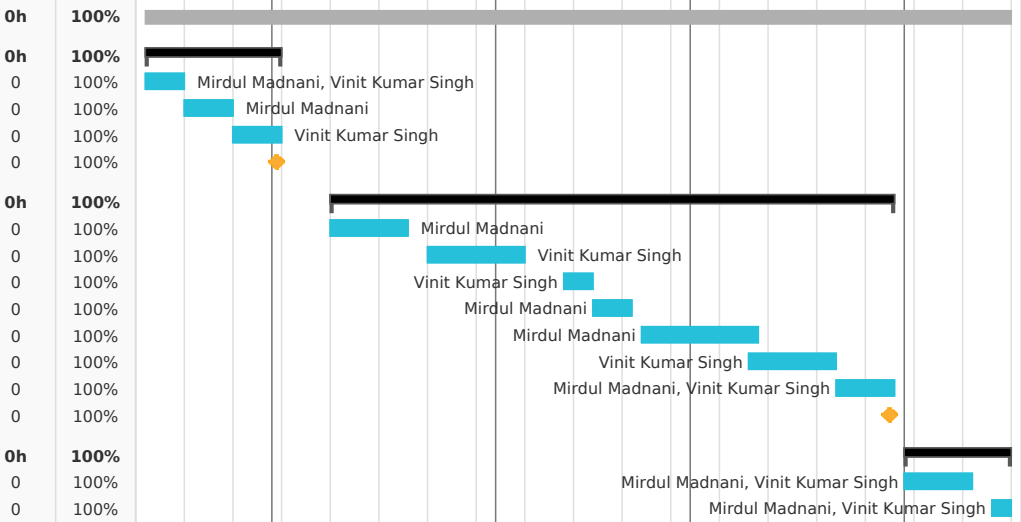 0h 100%
0h 100%
0 100% Mirdul Madnani, Vinit Kumar Singh
0 100% Mirdul Madnani
0 100% Vinit Kumar Singh
0 100%
0h 100%
0 100% Mirdul Madnani
0 100% Vinit Kumar Singh
0 100% Vinit Kumar Singh
0 100% Mirdul Madnani
0 100% Mirdul Madnani
0 100% Vinit Kumar Singh
0 100% Mirdul Madnani, Vinit Kumar Singh
0 100%
0h 100%
0 100% Mirdul Madnani, Vinit Kumar Singh
0 100% Mirdul Madnani, Vinit Kumar Singh